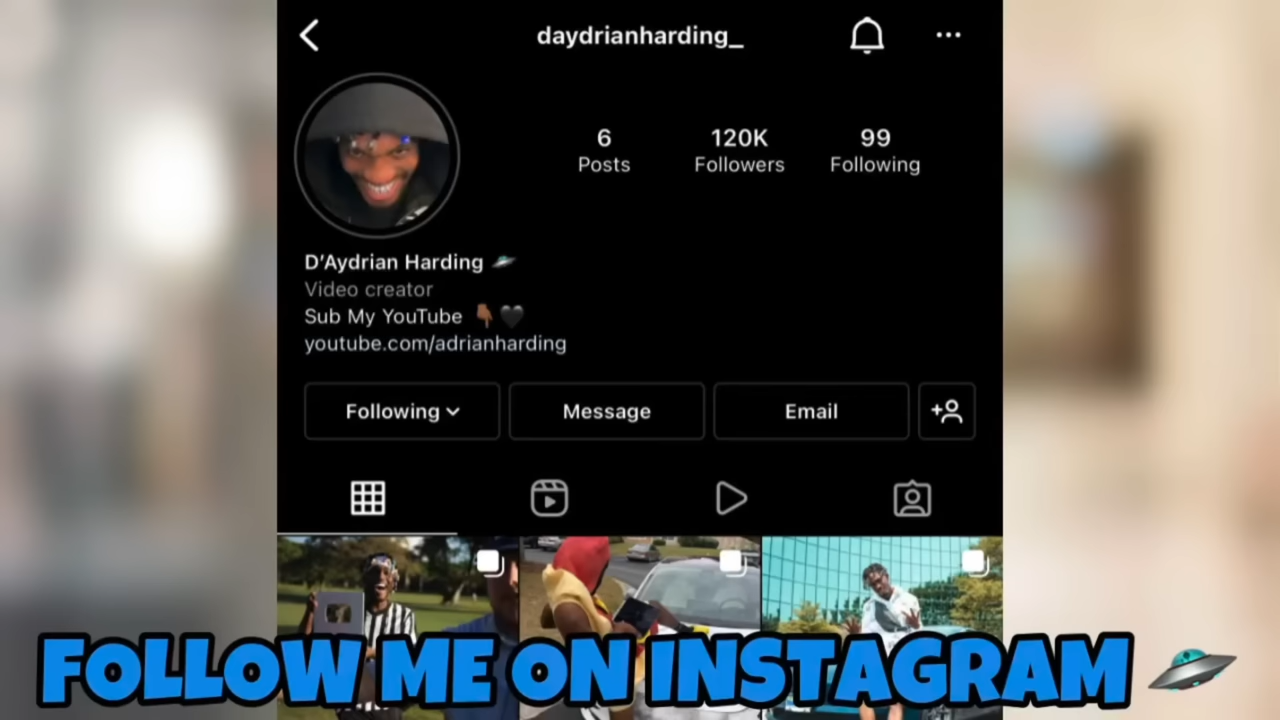 daydrianharding_
6 120K 99
Posts Followers Following
D'Aydrian Harding 🛸
Video creator
Sub My YouTube 👇🏾🖤
youtube.com/adrianharding
Following Message Email
FOLLOW ME ON INSTAGRAM 🛸